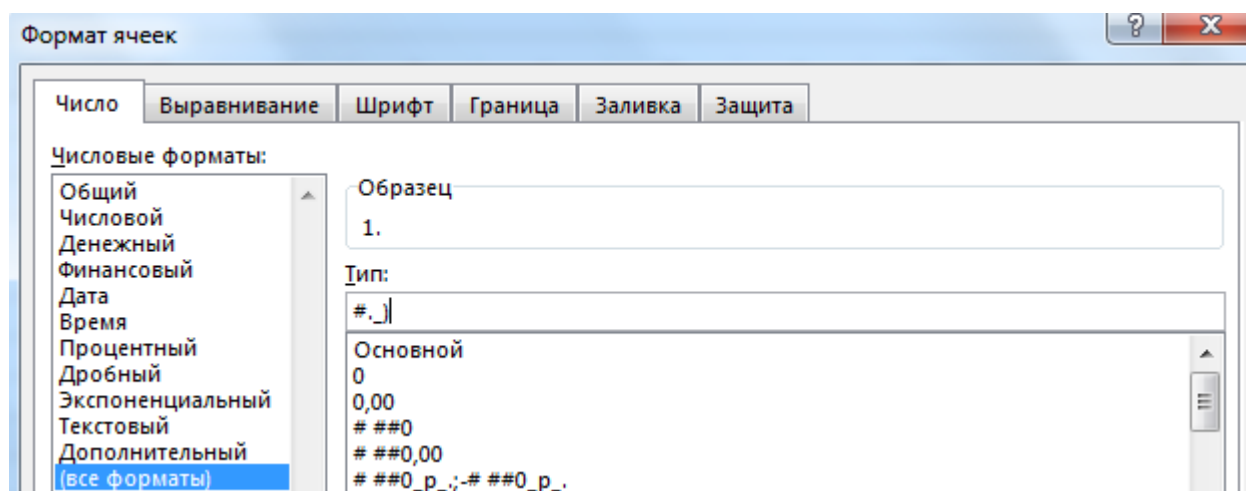 Формат ячеек
Число Выравнивание Шрифт Граница Заливка Защита
Числовые форматы:
Общий
Числовой
Денежный
Финансовый
Дата
Время
Процентный
Дробный
Экспоненциальный
Текстовый
Дополнительный
(все форматы)
Образец
1.
Тип:
#._)
Основной
0
0,00
# ##0
# ##0,00
# ##0_р_.;-# ##0_р_.